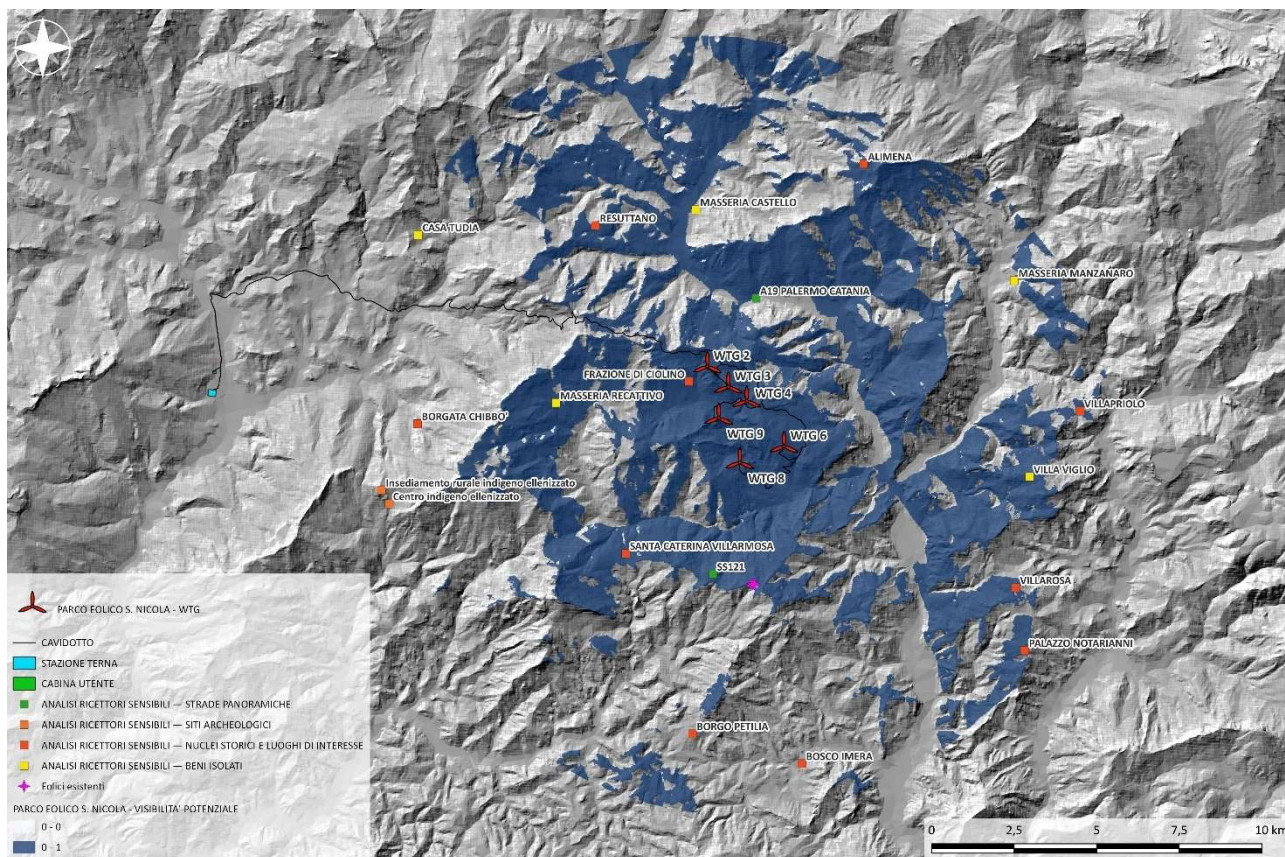 ALIMENA
MASSERIA CASTELLO
RESUTTANO
CASA TUDIA
MASSERIA MANZANARO
A19 PALERMO CATANIA
WTG 2
FRAZIONE DI CIOLINO
WTG 3
WTG 4
MASSERIA RECATTIVO
VILLAPRIOLO
BORGATA CHIBBO'
WTG 9
WTG 6
WTG 8
VILLA VIGLIO
Insediamento rurale indigeno ellenizzato
Centro indigeno ellenizzato
SANTA CATERINA VILLARMOSA
SS121
VILLAROSA
PALAZZO NOTARIANNI
BORGO PETILIA
BOSCO IMERA
PARCO EOLICO S. NICOLA - WTG
CAVIDOTTO
STAZIONE TERNA
CABINA UTENTE
ANALISI RICETTORI SENSIBILI — STRADE PANORAMICHE
ANALISI RICETTORI SENSIBILI — SITI ARCHEOLOGICI
ANALISI RICETTORI SENSIBILI — NUCLEI STORICI E LUOGHI DI INTERESSE
ANALISI RICETTORI SENSIBILI — BENI ISOLATI
Eolici esistenti
PARCO EOLICO S. NICOLA - VISIBILITA' POTENZIALE
0 - 0
0 - 1
0 2,5 5 7,5 10 km